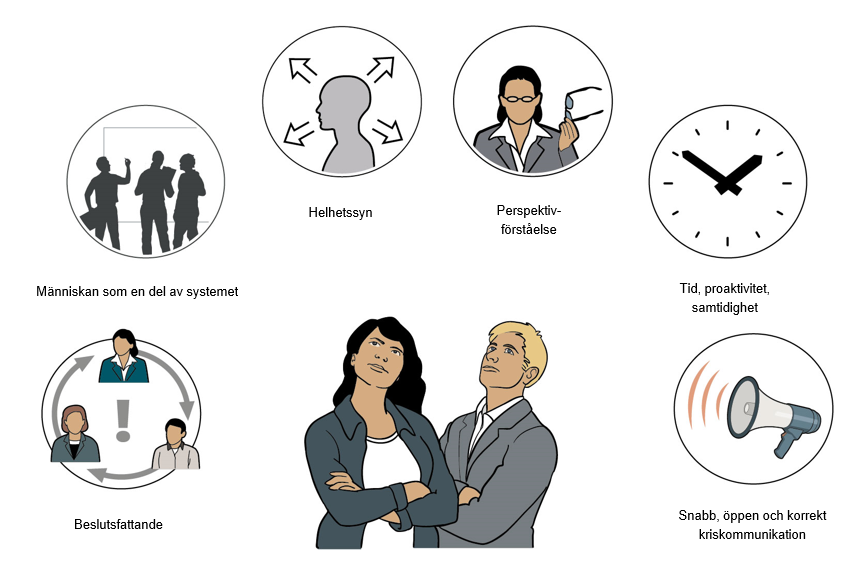 Helhetssyn
Perspektiv-
förståelse
Människan som en del av systemet
Tid, proaktivitet,
samtidighet
Beslutsfattande
Snabb, öppen och korrekt
kriskommunikation